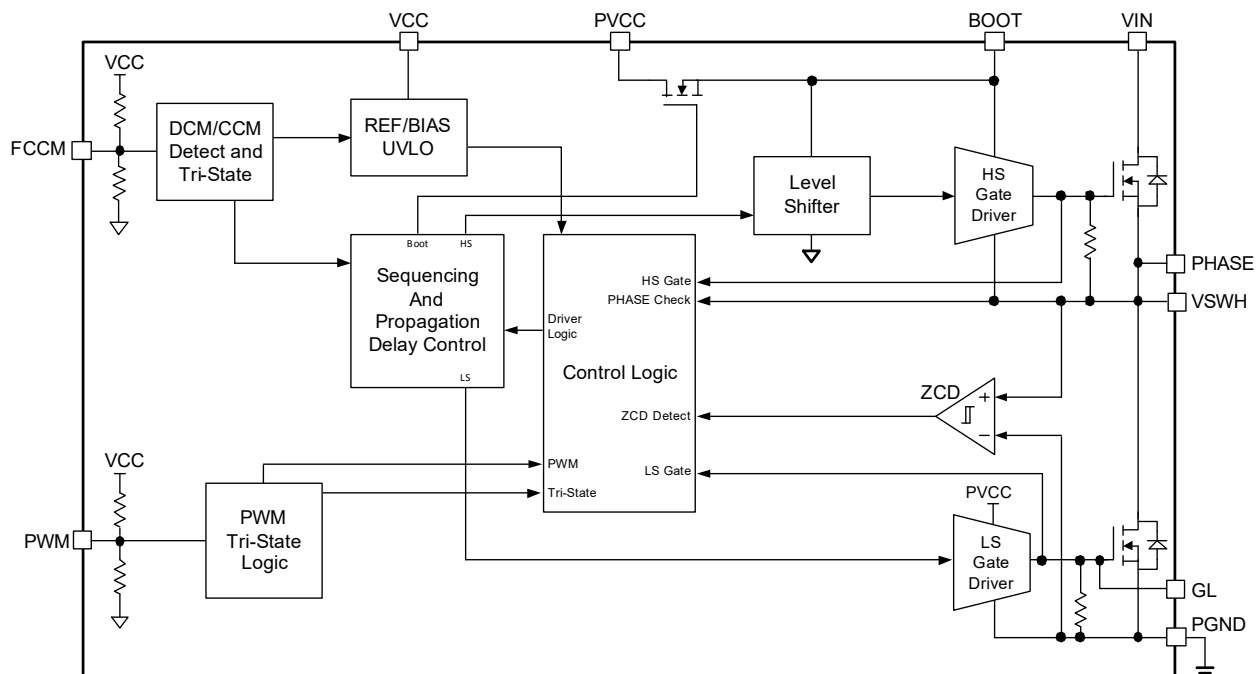 VCC
PVCC
BOOT
VIN
VCC
FCCM
DCM/CCM
Detect and
Tri-State
REF/BIAS
UVLO
Level
Shifter
HS
Gate
Driver
Boot
HS
Sequencing
And
Propagation
Delay Control
LS
HS Gate
PHASE Check
Driver
Logic
Control Logic
ZCD Detect
LS Gate
PWM
Tri-State
PHASE
VSWH
ZCD
+
−
VCC
PWM
PWM
Tri-State
Logic
PVCC
LS
Gate
Driver
GL
PGND